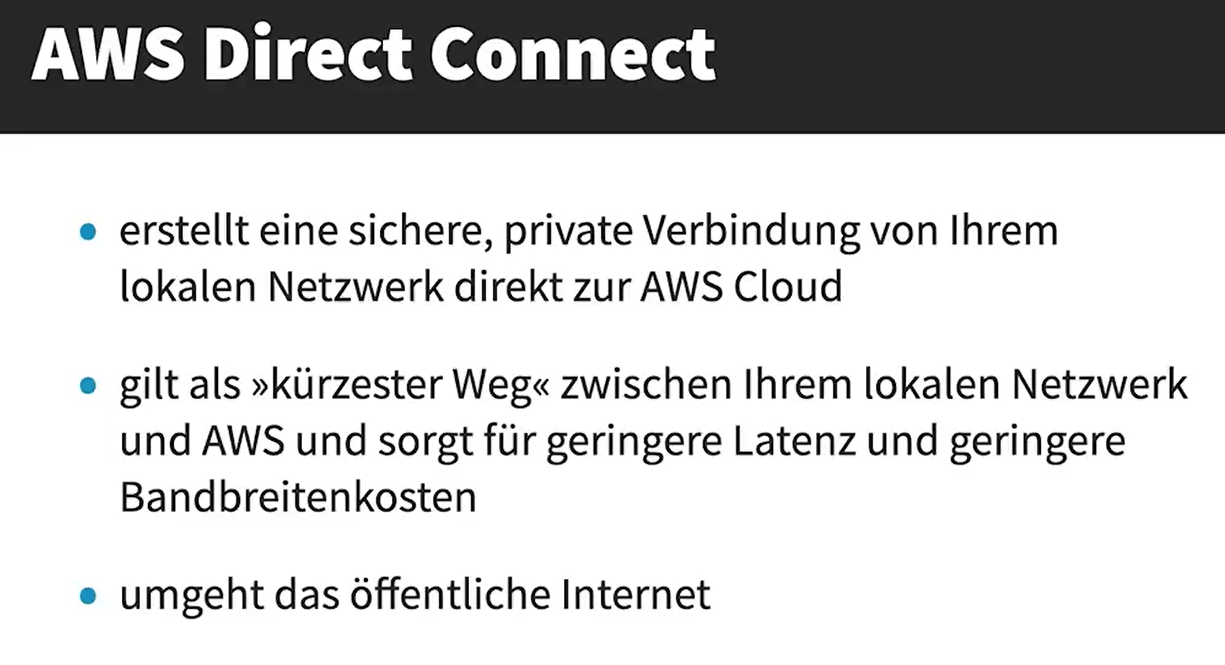 AWS Direct Connect
• erstellt eine sichere, private Verbindung von Ihrem
lokalen Netzwerk direkt zur AWS Cloud
• gilt als »kürzester Weg« zwischen Ihrem lokalen Netzwerk
und AWS und sorgt für geringere Latenz und geringere
Bandbreitenkosten
• umgeht das öffentliche Internet